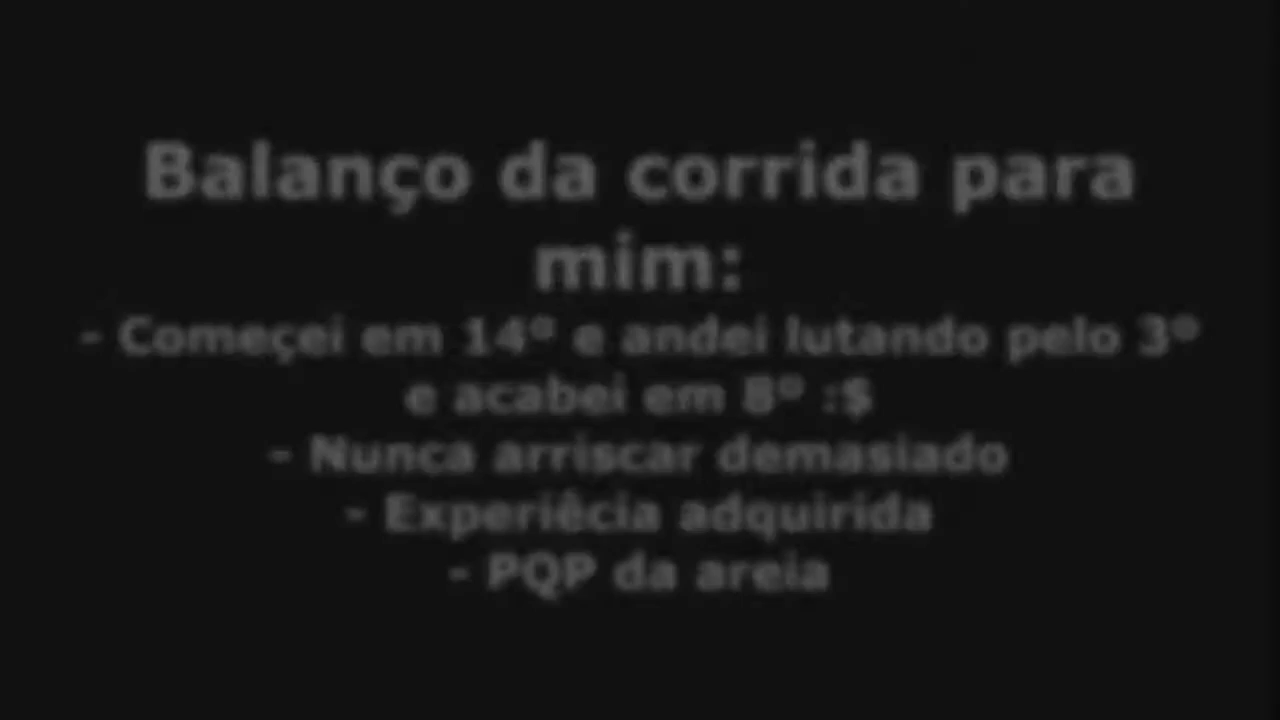 Balanço da corrida para
mim:
- Começei em 14º e andei lutando pelo 3º
e acabei em 8º :$
- Nunca arriscar demasiado
- Experiêcia adquirida
- PQP da areia